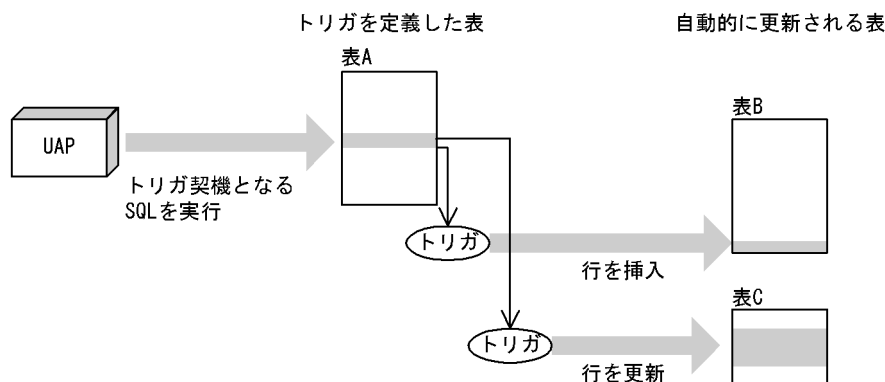 トリガを定義した表
自動的に更新される表
表A
表B
UAP
トリガ契機となる
SQLを実行
トリガ
行を挿入
表C
トリガ
行を更新